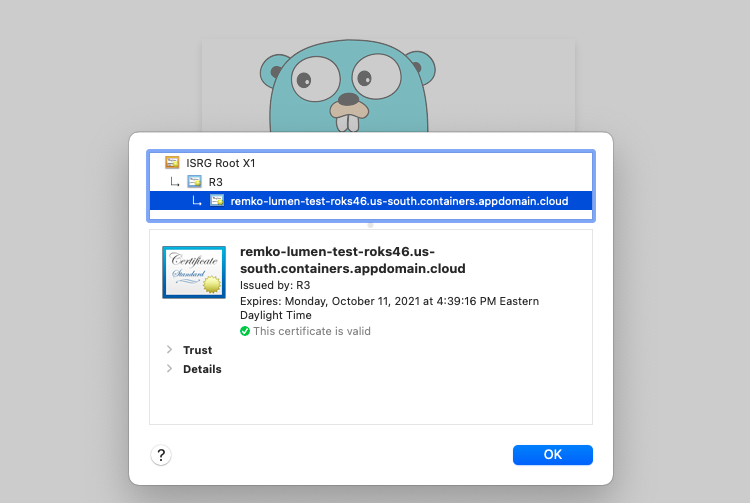 ISRG Root X1
R3
remko-lumen-test-roks46.us-south.containers.appdomain.cloud
Certificate
Standard
remko-lumen-test-roks46.us-
south.containers.appdomain.cloud
Issued by: R3
Expires: Monday, October 11, 2021 at 4:39:16 PM Eastern
Daylight Time
This certificate is valid
Trust
Details
?
OK